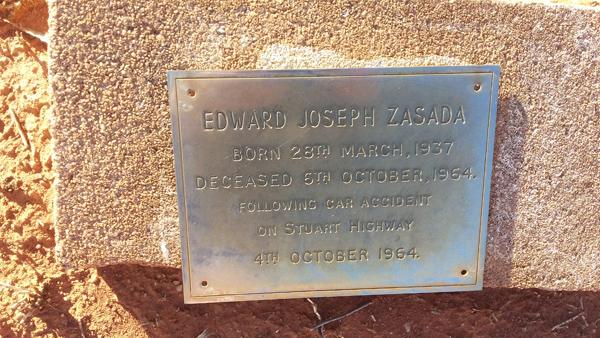 EDWARD JOSEPH ZASADA
BORN 28TH MARCH, 1937
DECEASED 6TH OCTOBER, 1964.
FOLLOWING CAR ACCIDENT
ON STUART HIGHWAY
4TH OCTOBER 1964.